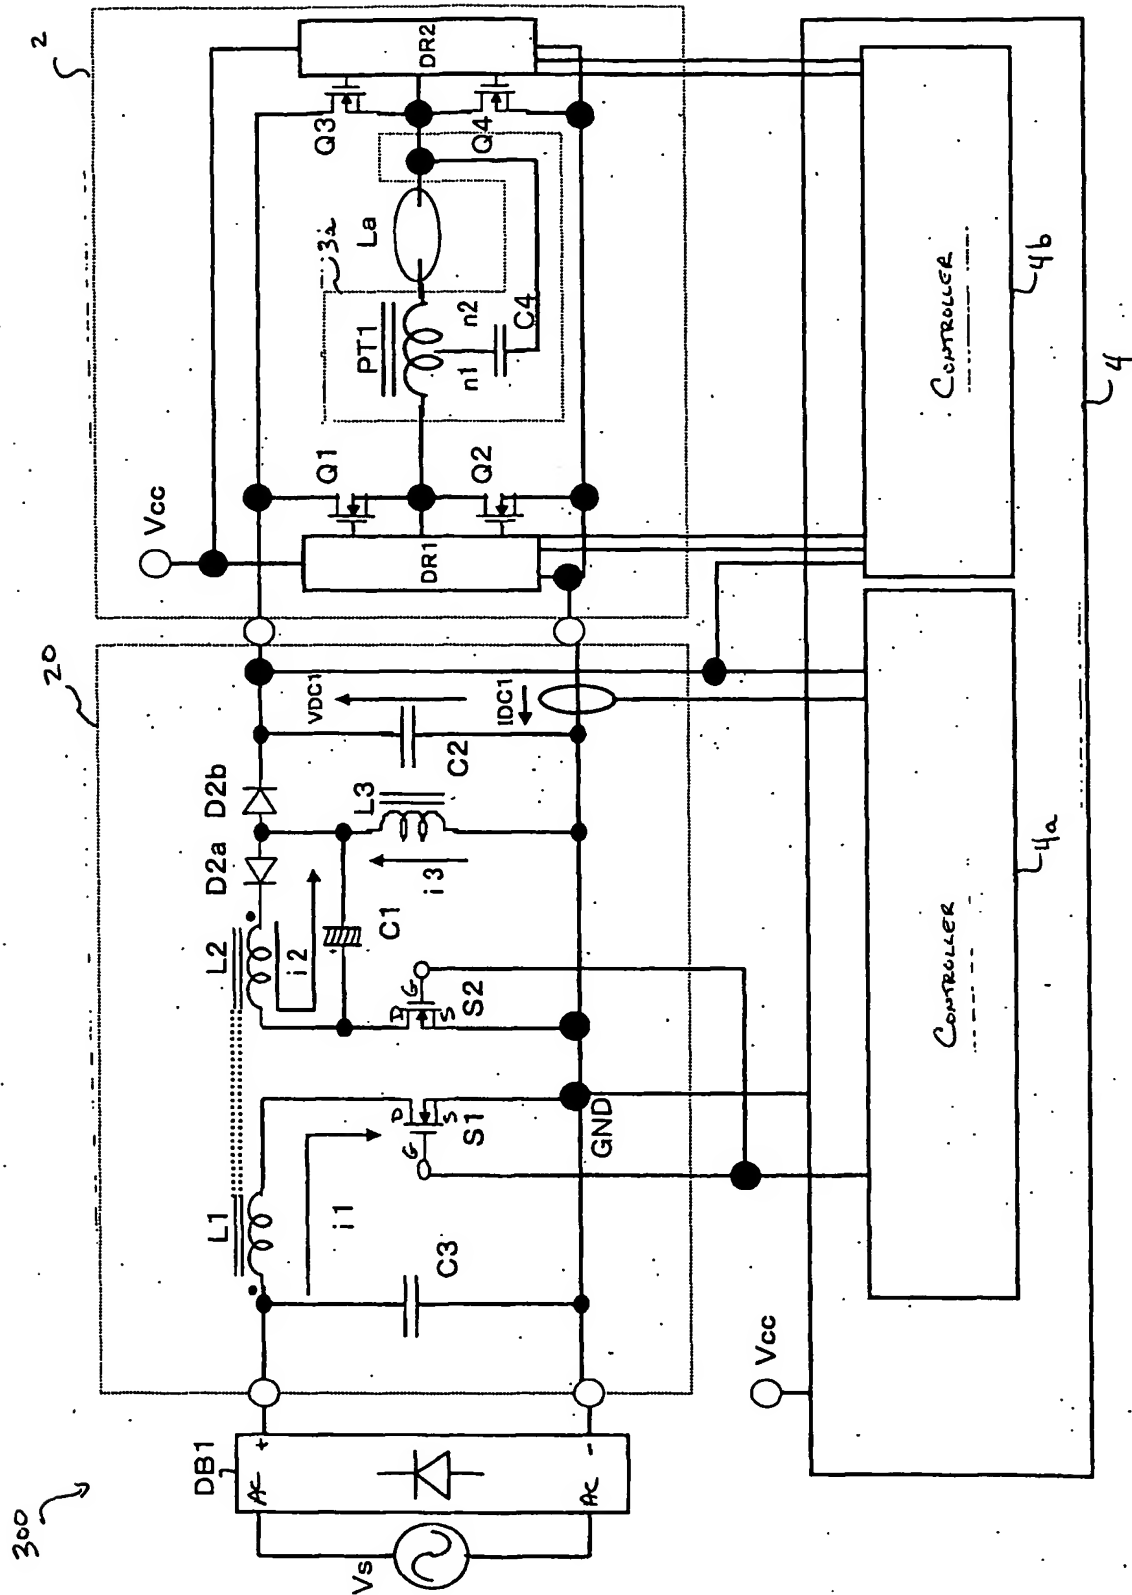 300
Vs
DB1
AC
+
AC
-
20
L1
i1
C3
D
G
S
S1
GND
L2
i2
D2a
D2b
C1
D
G
S
S2
i3
L3
C2
VDC1
IDC1
2
Vcc
DR1
Q1
Q2
PT1
n1
n2
C4
La
Q3
Q4
DR2
Vcc
CONTROLLER
4a
CONTROLLER
4b
4